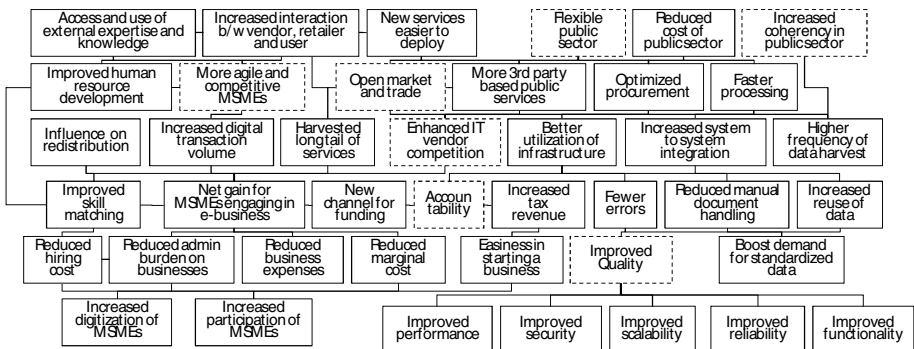 Access and use of
external expertise and
knowledge
Increased interaction
b/w vendor, retailer
and user
New services
easier to
deploy
Flexible
public
sector
Reduced
cost of
public sector
Increased
coherency in
public sector
Improved human
resource
development
More agile and
competitive
MSMEs
Open market
and trade
More 3rd party
based public
services
Optimized
procurement
Faster
processing
Influence on
redistribution
Increased digital
transaction
volume
Harvested
long tail of
services
Enhanced IT
vendor
competition
Better
utilization of
infrastructure
Increased system
to system
integration
Higher
frequency of
data harvest
Improved
skill
matching
Net gain for
MSMEs engaging in
e-business
New
channel for
funding
Accoun
tability
Increased
tax
revenue
Fewer
errors
Reduced manual
document
handling
Increased
reuse of
data
Reduced
hiring
cost
Reduced admin
burden on
businesses
Reduced
business
expenses
Reduced
marginal
cost
Easiness in
starting a
business
Improved
Quality
Boost demand
for standardized
data
Increased
digitization of
MSMEs
Increased
participation of
MSMEs
Improved
performance
Improved
security
Improved
scalability
Improved
reliability
Improved
functionality